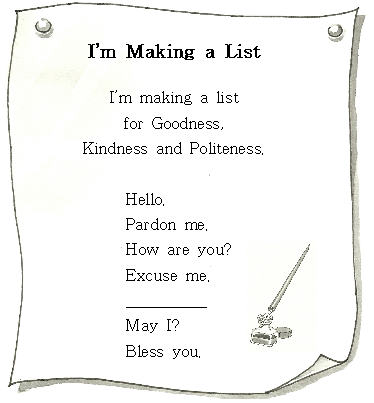 I'm Making a List
I'm making a list
for Goodness,
Kindness and Politeness.
Hello.
Pardon me.
How are you?
Excuse me.
__________
May I?
Bless you.